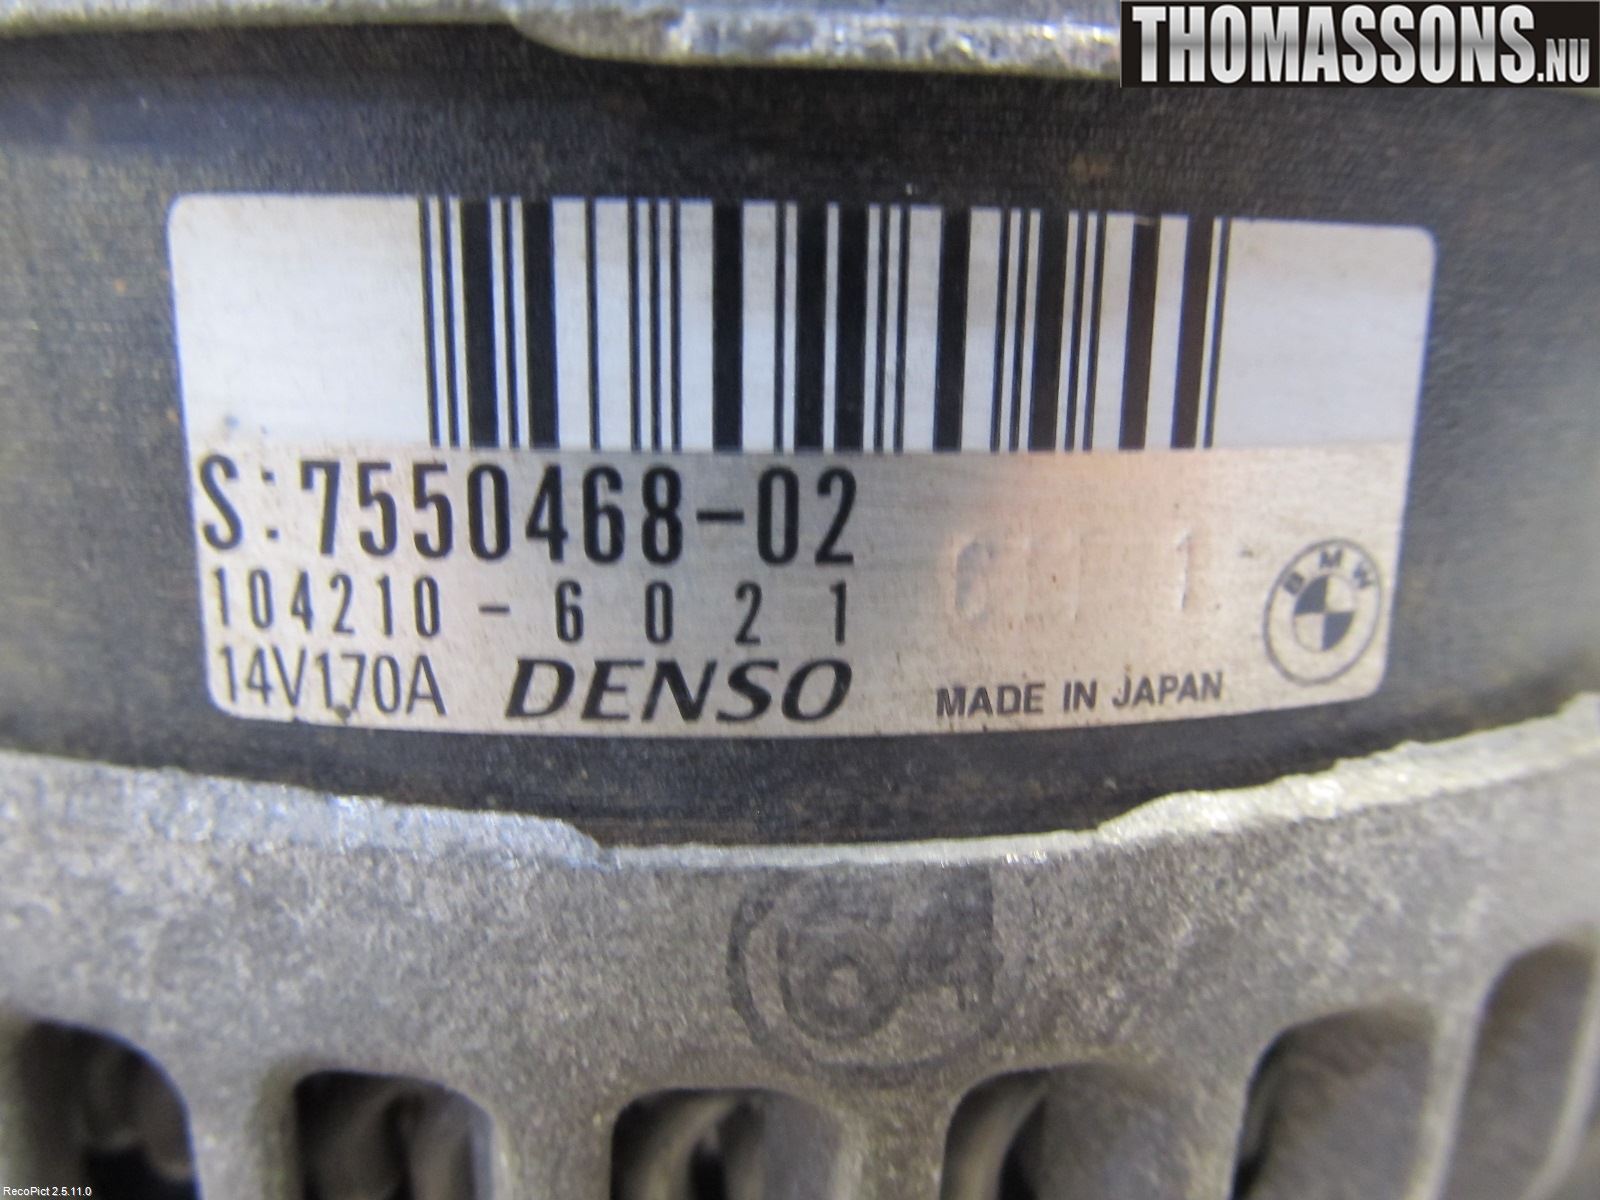 THOMASSONS.NU
S:7550468-02
104210-6021
BMW
14V170A DENSO MADE IN JAPAN
RecoPict 2.5.11.0